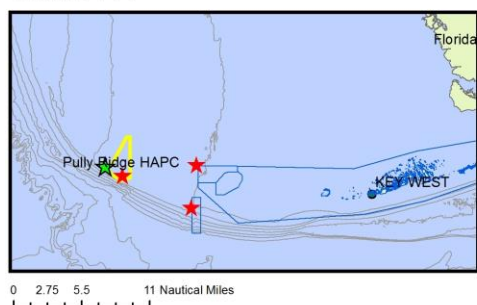 Florida
Pully Ridge HAPC
KEY WEST
0 2.75 5.5 11 Nautical Miles